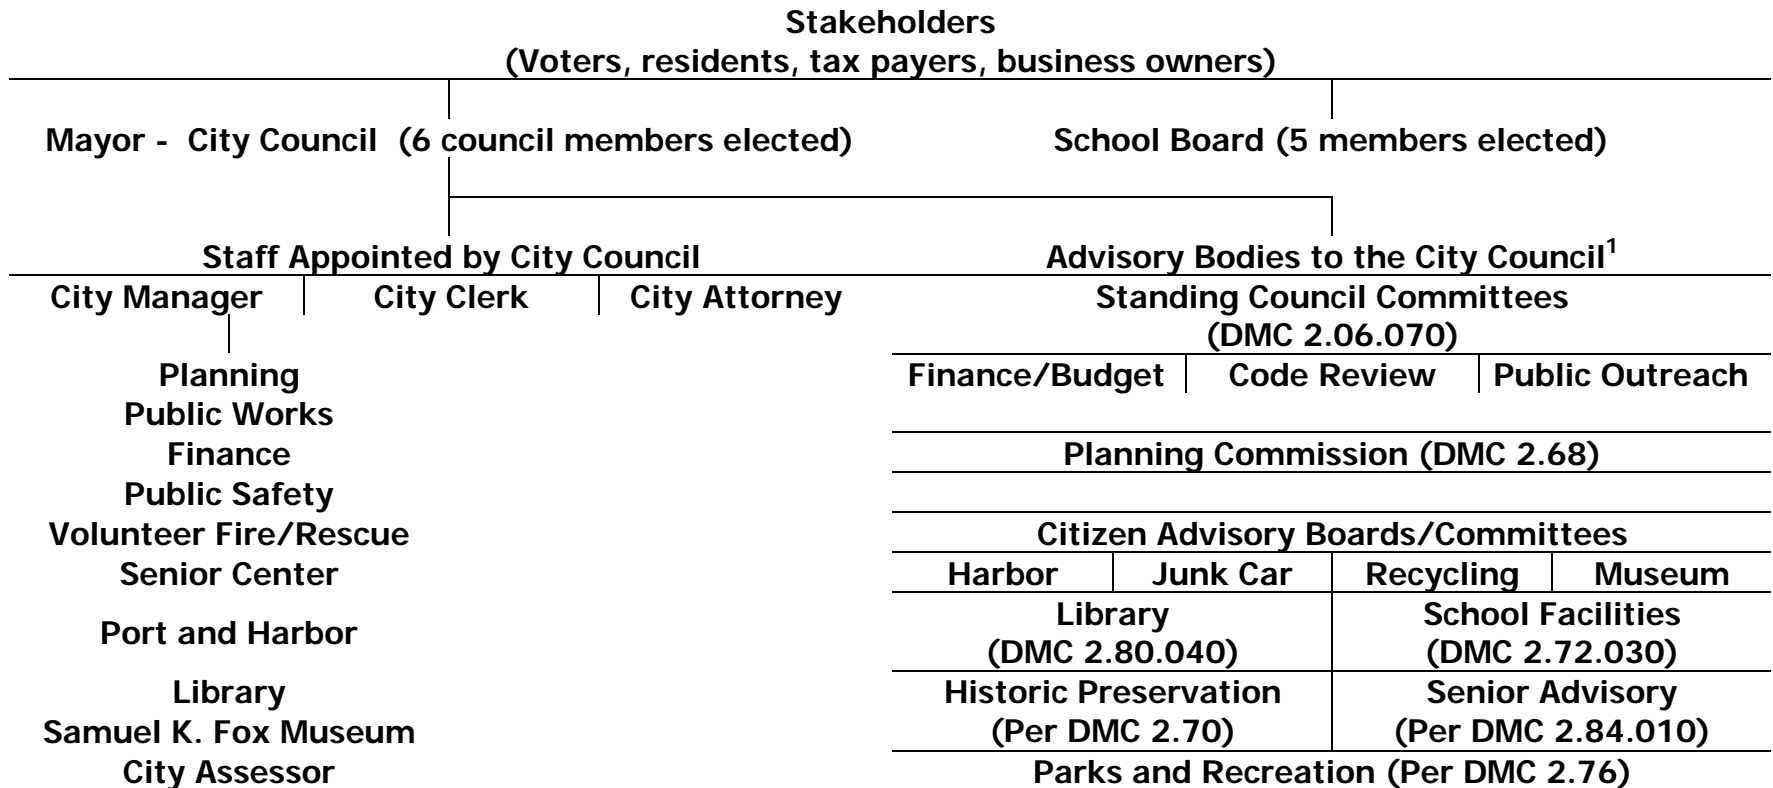 Stakeholders
(Voters, residents, tax payers, business owners)
Mayor - City Council (6 council members elected)
School Board (5 members elected)
Staff Appointed by City Council
Advisory Bodies to the City Council¹
City Manager
City Clerk
City Attorney
Standing Council Committees
(DMC 2.06.070)
Planning
Finance/Budget
Code Review
Public Outreach
Public Works
Finance
Planning Commission (DMC 2.68)
Public Safety
Volunteer Fire/Rescue
Citizen Advisory Boards/Committees
Senior Center
Harbor
Junk Car
Recycling
Museum
Port and Harbor
Library
(DMC 2.80.040)
School Facilities
(DMC 2.72.030)
Library
Samuel K. Fox Museum
Historic Preservation
(Per DMC 2.70)
Senior Advisory
(Per DMC 2.84.010)
City Assessor
Parks and Recreation (Per DMC 2.76)